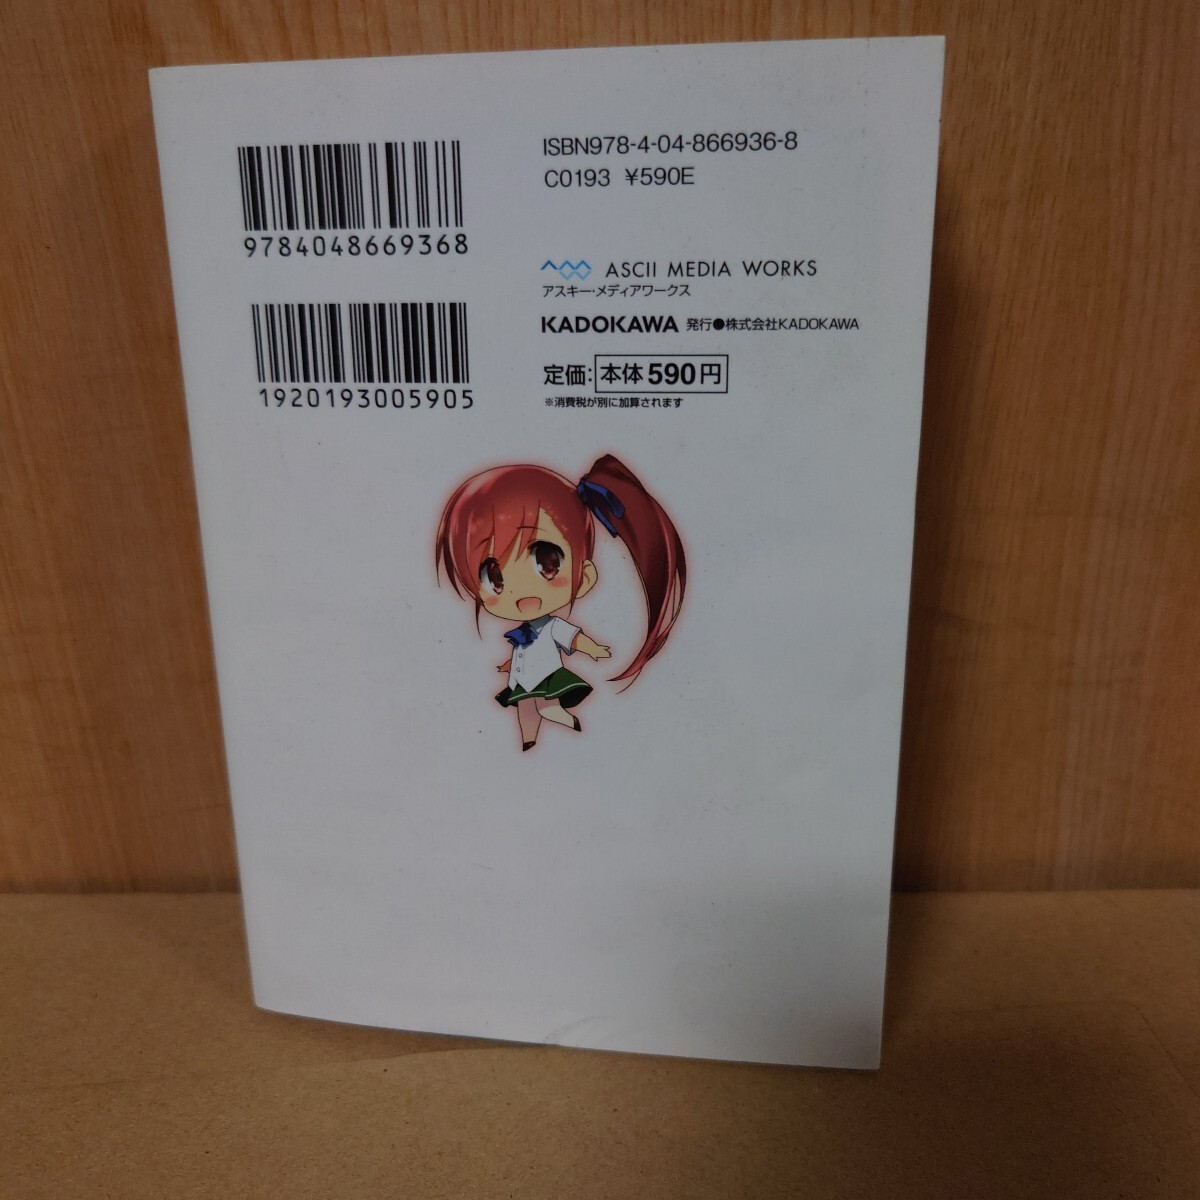 9784048669368
1920193005905
ISBN978-4-04-866936-8
C0193 ¥590E
ASCII MEDIA WORKS
アスキー・メディアワークス
KADOKAWA 発行●株式会社KADOKAWA
定価:本体590円
※消費税が別に加算されます